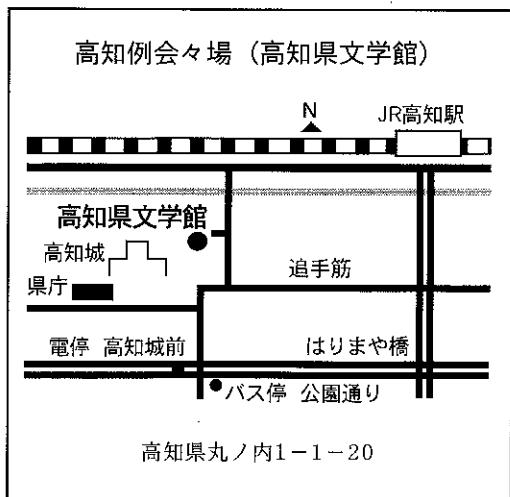 高知例会々場（高知県文学館）
N
JR高知駅
高知県文学館
高知城
追手筋
県庁
電停 高知城前
はりまや橋
バス停 公園通り
高知県丸ノ内1－1－20